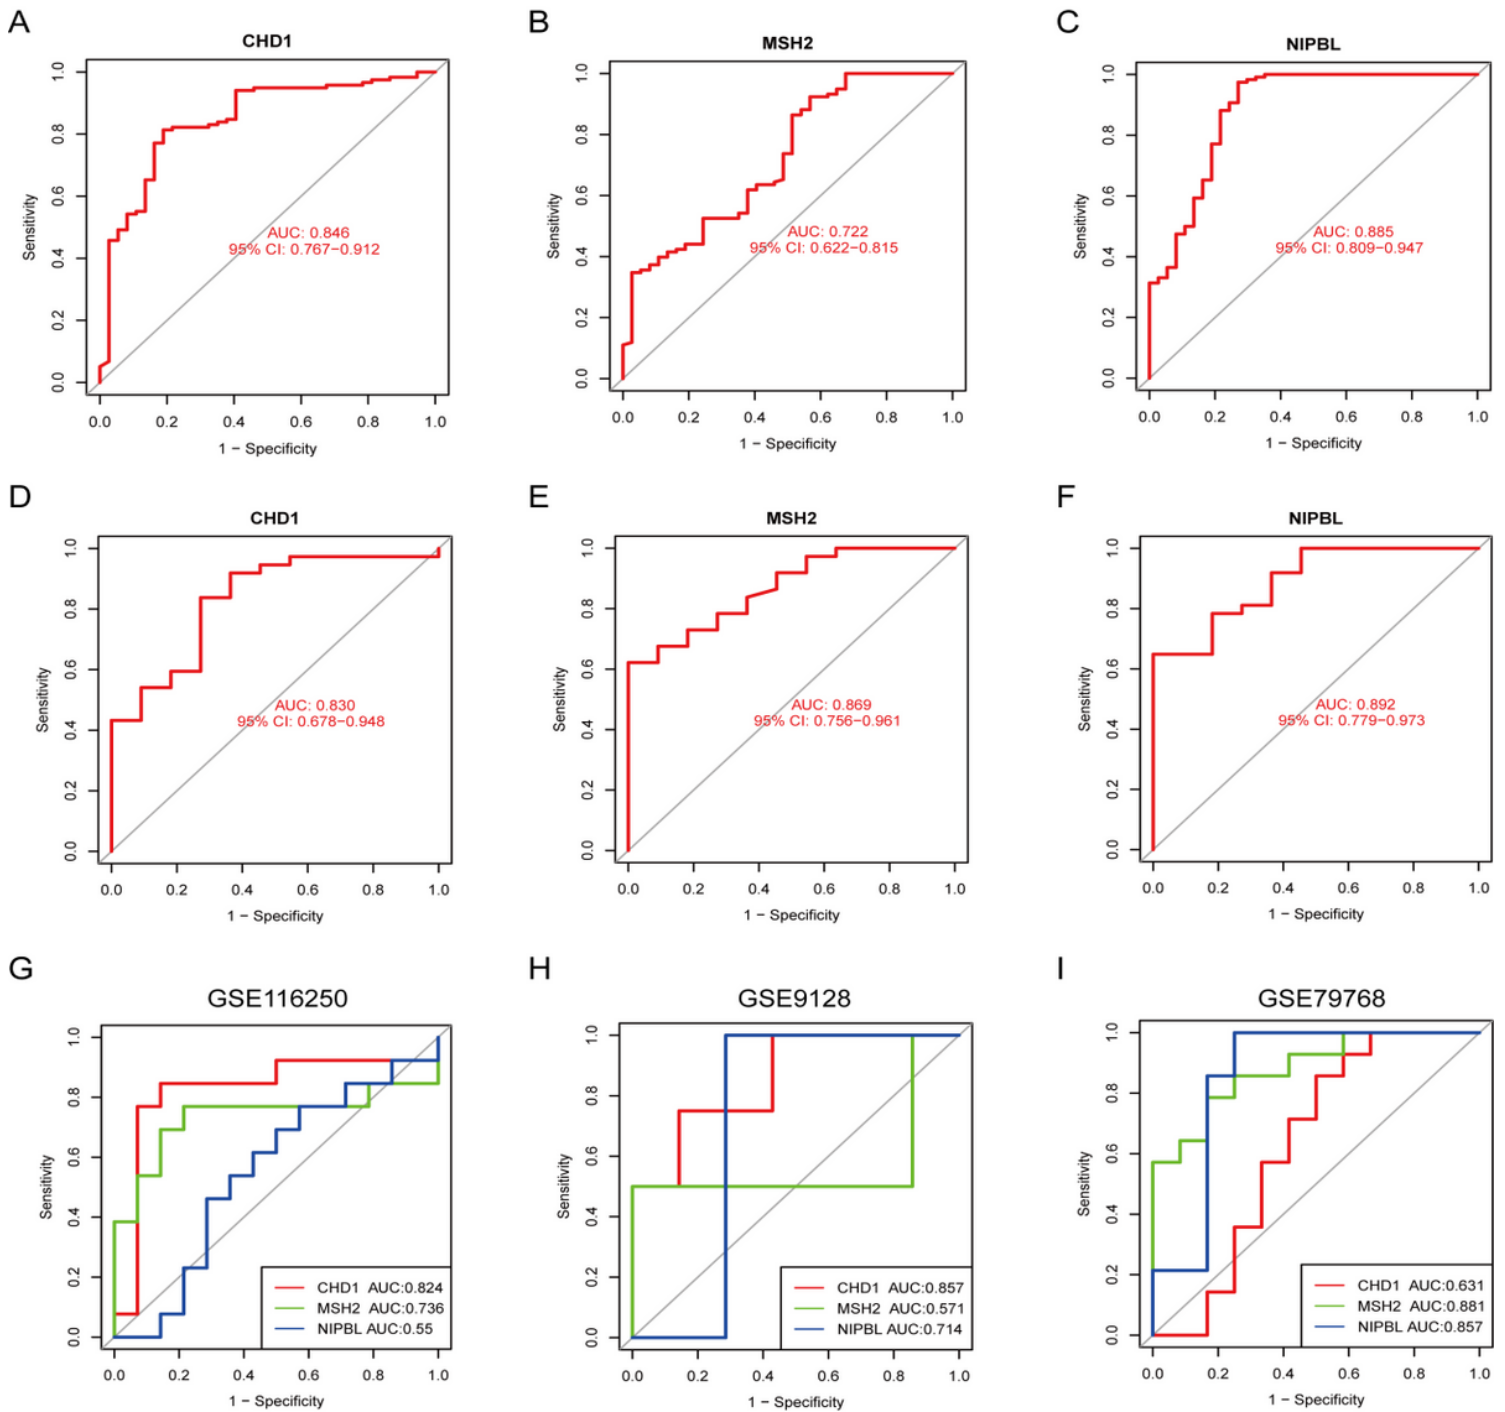 A
CHD1
1.0
0.8
0.6
0.4
0.2
0.0
Sensitivity
AUC: 0.846
95% CI: 0.767−0.912
0.0 0.2 0.4 0.6 0.8 1.0
1 − Specificity
B
MSH2
1.0
0.8
0.6
0.4
0.2
0.0
Sensitivity
AUC: 0.722
95% CI: 0.622−0.815
0.0 0.2 0.4 0.6 0.8 1.0
1 − Specificity
C
NIPBL
1.0
0.8
0.6
0.4
0.2
0.0
Sensitivity
AUC: 0.885
95% CI: 0.809−0.947
0.0 0.2 0.4 0.6 0.8 1.0
1 − Specificity
D
CHD1
1.0
0.8
0.6
0.4
0.2
0.0
Sensitivity
AUC: 0.830
95% CI: 0.678−0.948
0.0 0.2 0.4 0.6 0.8 1.0
1 − Specificity
E
MSH2
1.0
0.8
0.6
0.4
0.2
0.0
Sensitivity
AUC: 0.869
95% CI: 0.756−0.961
0.0 0.2 0.4 0.6 0.8 1.0
1 − Specificity
F
NIPBL
1.0
0.8
0.6
0.4
0.2
0.0
Sensitivity
AUC: 0.892
95% CI: 0.779−0.973
0.0 0.2 0.4 0.6 0.8 1.0
1 − Specificity
G
GSE116250
1.0
0.8
0.6
0.4
0.2
0.0
Sensitivity
CHD1 AUC:0.824
MSH2 AUC:0.736
NIPBL AUC:0.55
0.0 0.2 0.4 0.6 0.8 1.0
1 − Specificity
H
GSE9128
1.0
0.8
0.6
0.4
0.2
0.0
Sensitivity
CHD1 AUC:0.857
MSH2 AUC:0.571
NIPBL AUC:0.714
0.0 0.2 0.4 0.6 0.8 1.0
1 − Specificity
I
GSE79768
1.0
0.8
0.6
0.4
0.2
0.0
Sensitivity
CHD1 AUC:0.631
MSH2 AUC:0.881
NIPBL AUC:0.857
0.0 0.2 0.4 0.6 0.8 1.0
1 − Specificity